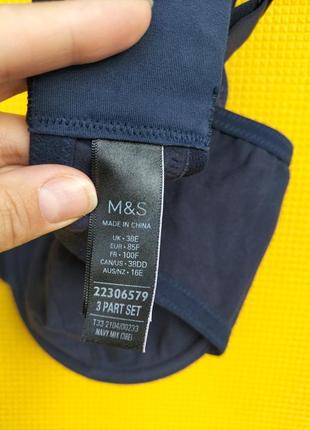 M&S
MADE IN CHINA
UK • 38E
EUR • 85F
FR • 100F
CAN/US • 38DD
AUS/NZ • 16E
22306579
3 PART SET
T33 2104/00233
NAVY MIX (38E)